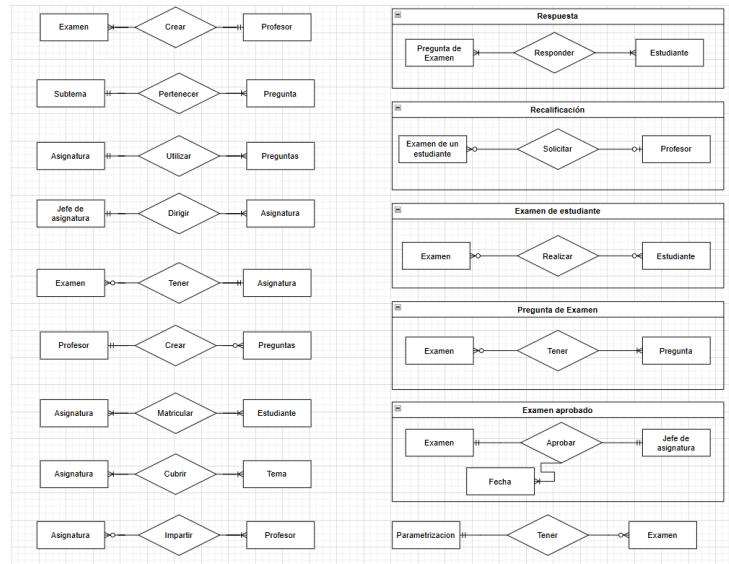 Examen Crear Profesor
Subtema Pertenecer Pregunta
Asignatura Utilizar Preguntas
Jefe de
asignatura Dirigir Asignatura
Examen Tener Asignatura
Profesor Crear Preguntas
Asignatura Matricular Estudiante
Asignatura Cubrir Tema
Asignatura Impartir Profesor
Respuesta
Pregunta de
Examen Responder Estudiante
Recalificación
Examen de un
estudiante Solicitar Profesor
Examen de estudiante
Examen Realizar Estudiante
Pregunta de Examen
Examen Tener Pregunta
Examen aprobado
Examen Aprobar Jefe de
asignatura
Fecha
Parametrizacion Tener Examen